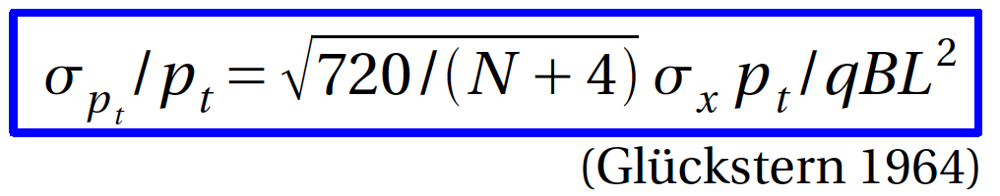 σ_{p_t}/p_t = √(720/(N+4)) σ_x p_t/qBL²
(Glückstern 1964)